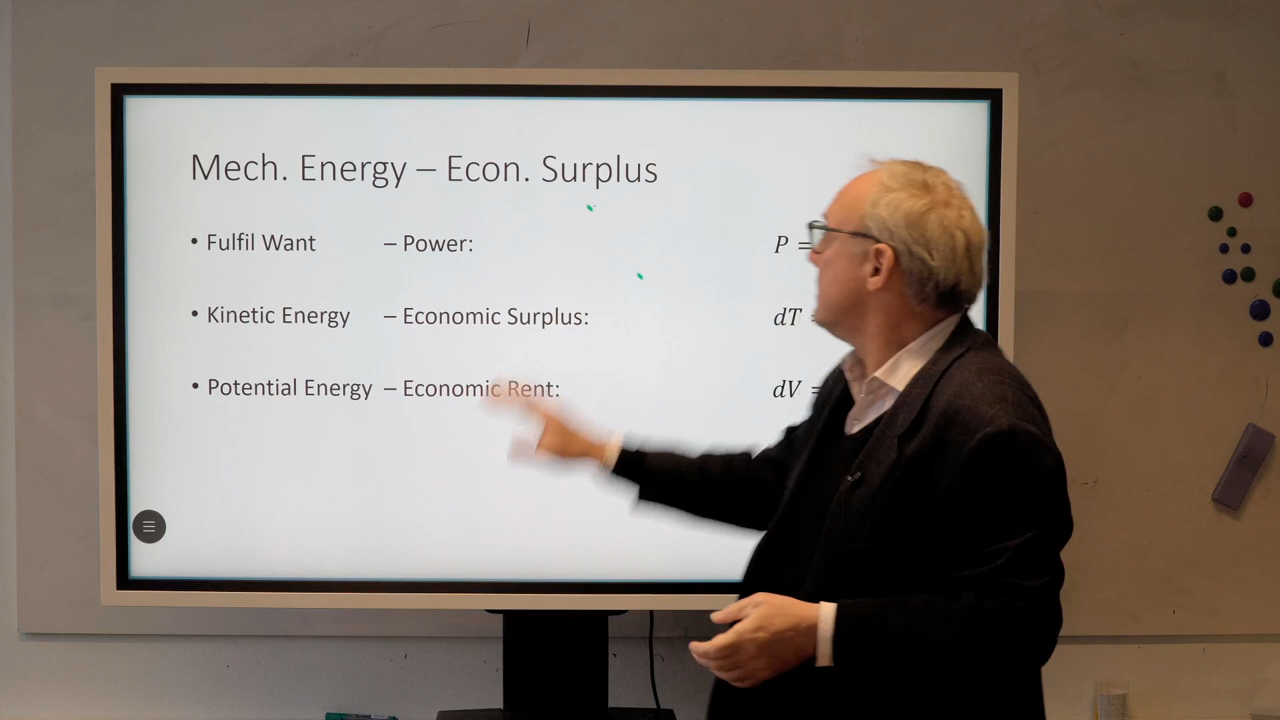 Mech. Energy – Econ. Surplus
• Fulfil Want – Power: P =
• Kinetic Energy – Economic Surplus: dT =
• Potential Energy – Economic Rent: dV =